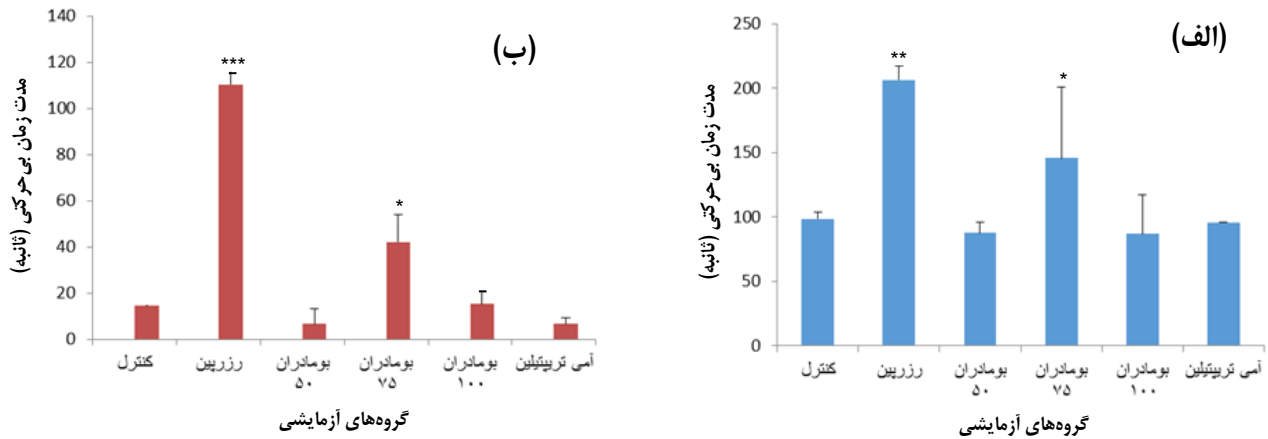 (الف)
مدت زمان بی‌حرکتی (ثانیه)
250
200
150
100
50
0
**
*
کنترل
رزرپین
بومادران
۵۰
بومادران
۷۵
بومادران
۱۰۰
آمی تریپتیلین
گروه‌های آزمایشی
(ب)
مدت زمان بی‌حرکتی (ثانیه)
140
120
100
80
60
40
20
0
***
*
کنترل
رزرپین
بومادران
۵۰
بومادران
۷۵
بومادران
۱۰۰
آمی تریپتیلین
گروه‌های آزمایشی